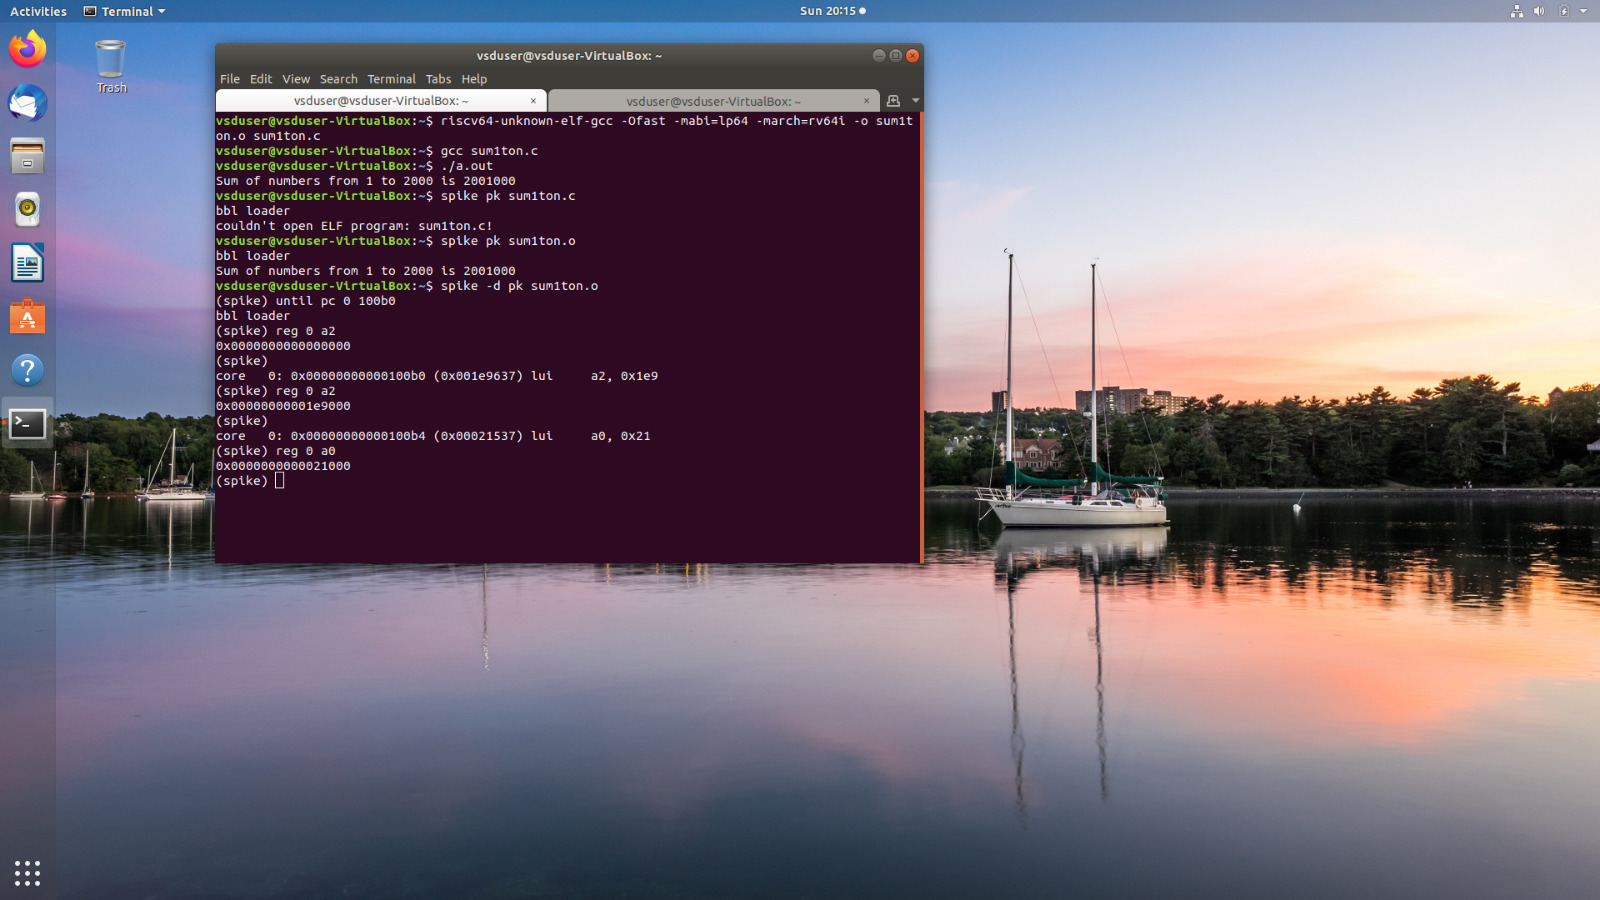 Activities Terminal Sun 20:15
Trash
vsduser@vsduser-VirtualBox: ~
File Edit View Search Terminal Tabs Help
vsduser@vsduser-VirtualBox: ~ × vsduser@vsduser-VirtualBox: ~ ×
vsduser@vsduser-VirtualBox:~$ riscv64-unknown-elf-gcc -Ofast -mabi=lp64 -march=rv64i -o sum1t
on.o sum1ton.c
vsduser@vsduser-VirtualBox:~$ gcc sum1ton.c
vsduser@vsduser-VirtualBox:~$ ./a.out
Sum of numbers from 1 to 2000 is 2001000
vsduser@vsduser-VirtualBox:~$ spike pk sum1ton.c
bbl loader
couldn't open ELF program: sum1ton.c!
vsduser@vsduser-VirtualBox:~$ spike pk sum1ton.o
bbl loader
Sum of numbers from 1 to 2000 is 2001000
vsduser@vsduser-VirtualBox:~$ spike -d pk sum1ton.o
(spike) until pc 0 100b0
bbl loader
(spike) reg 0 a2
0x0000000000000000
(spike)
core   0: 0x00000000000100b0 (0x001e9637) lui     a2, 0x1e9
(spike) reg 0 a2
0x00000000001e9000
(spike)
core   0: 0x00000000000100b4 (0x00021537) lui     a0, 0x21
(spike) reg 0 a0
0x0000000000021000
(spike)